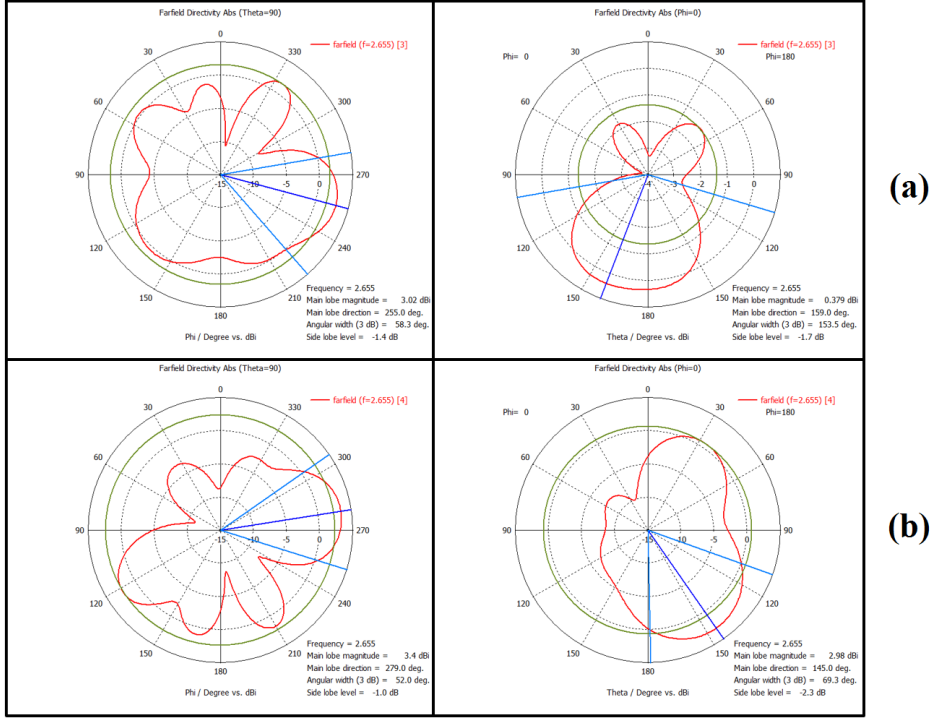 Farfield Directivity Abs (Theta=90)
farfield (f=2.655) [3]
0
30
330
60
300
90
-15
-10
-5
0
270
120
240
150
210
180
Frequency = 2.655
Main lobe magnitude = 3.02 dBi
Main lobe direction = 255.0 deg.
Angular width (3 dB) = 58.3 deg.
Side lobe level = -1.4 dB
Phi / Degree vs. dBi
Farfield Directivity Abs (Phi=0)
farfield (f=2.655) [3]
Phi= 0
Phi=180
0
30
30
60
60
90
-4
-3
-2
-1
0
90
120
120
150
150
180
Frequency = 2.655
Main lobe magnitude = 0.379 dBi
Main lobe direction = 159.0 deg.
Angular width (3 dB) = 153.5 deg.
Side lobe level = -1.7 dB
Theta / Degree vs. dBi
(a)
Farfield Directivity Abs (Theta=90)
farfield (f=2.655) [4]
0
30
330
60
300
90
-15
-10
-5
0
270
120
240
150
210
180
Frequency = 2.655
Main lobe magnitude = 3.4 dBi
Main lobe direction = 279.0 deg.
Angular width (3 dB) = 52.0 deg.
Side lobe level = -1.0 dB
Phi / Degree vs. dBi
Farfield Directivity Abs (Phi=0)
farfield (f=2.655) [4]
Phi= 0
Phi=180
0
30
30
60
60
90
-15
-10
-5
0
90
120
120
150
150
180
Frequency = 2.655
Main lobe magnitude = 2.98 dBi
Main lobe direction = 145.0 deg.
Angular width (3 dB) = 69.3 deg.
Side lobe level = -2.3 dB
Theta / Degree vs. dBi
(b)